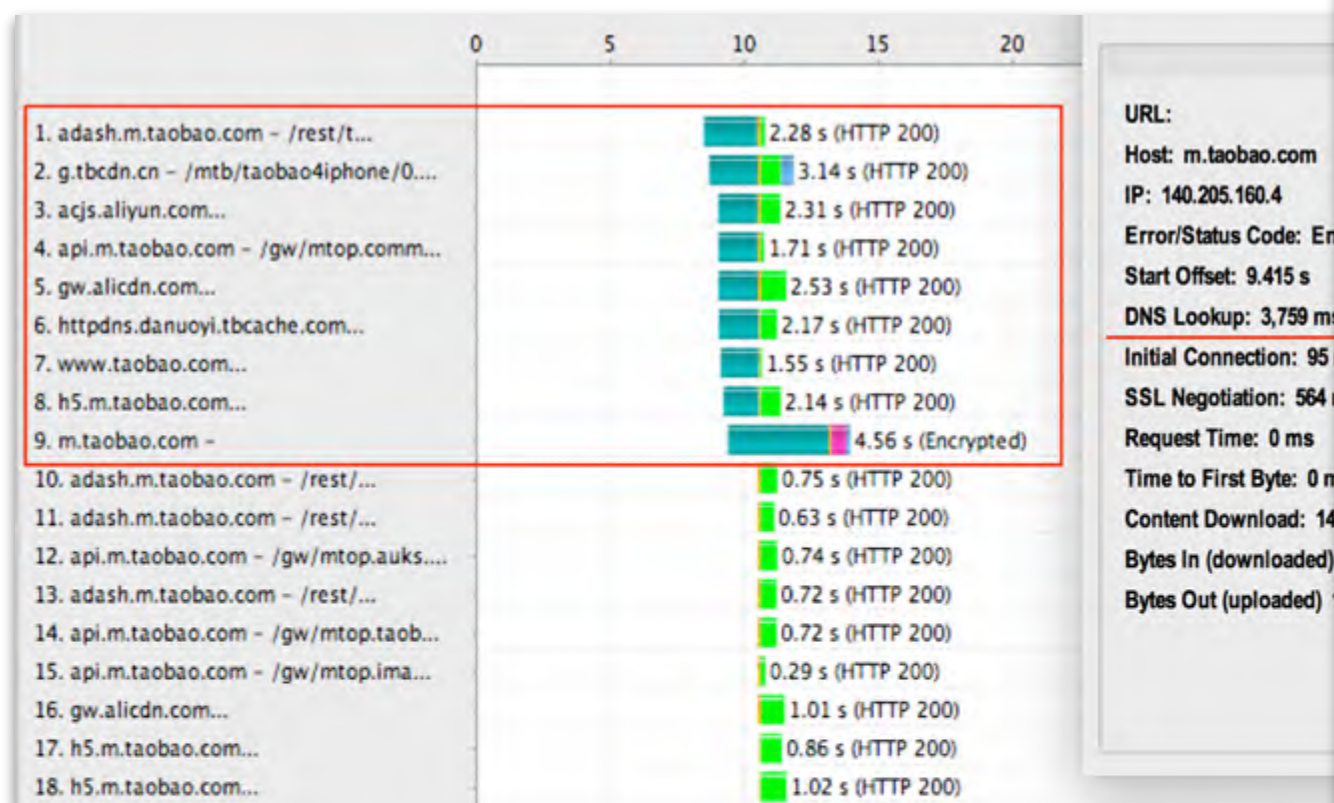 0 5 10 15 20
1. adash.m.taobao.com – /rest/t... 2.28 s (HTTP 200)
2. g.tbcdn.cn – /mtb/taobao4iphone/0.... 3.14 s (HTTP 200)
3. acjs.aliyun.com... 2.31 s (HTTP 200)
4. api.m.taobao.com – /gw/mtop.comm... 1.71 s (HTTP 200)
5. gw.alicdn.com... 2.53 s (HTTP 200)
6. httpdns.danuoyi.tbcache.com... 2.17 s (HTTP 200)
7. www.taobao.com... 1.55 s (HTTP 200)
8. h5.m.taobao.com... 2.14 s (HTTP 200)
9. m.taobao.com – 4.56 s (Encrypted)
10. adash.m.taobao.com – /rest/... 0.75 s (HTTP 200)
11. adash.m.taobao.com – /rest/... 0.63 s (HTTP 200)
12. api.m.taobao.com – /gw/mtop.auks.... 0.74 s (HTTP 200)
13. adash.m.taobao.com – /rest/... 0.72 s (HTTP 200)
14. api.m.taobao.com – /gw/mtop.taob... 0.72 s (HTTP 200)
15. api.m.taobao.com – /gw/mtop.ima... 0.29 s (HTTP 200)
16. gw.alicdn.com... 1.01 s (HTTP 200)
17. h5.m.taobao.com... 0.86 s (HTTP 200)
18. h5.m.taobao.com... 1.02 s (HTTP 200)
URL:
Host: m.taobao.com
IP: 140.205.160.4
Error/Status Code: En
Start Offset: 9.415 s
DNS Lookup: 3,759 ms
Initial Connection: 95
SSL Negotiation: 564
Request Time: 0 ms
Time to First Byte: 0
Content Download: 14
Bytes In (downloaded)
Bytes Out (uploaded)